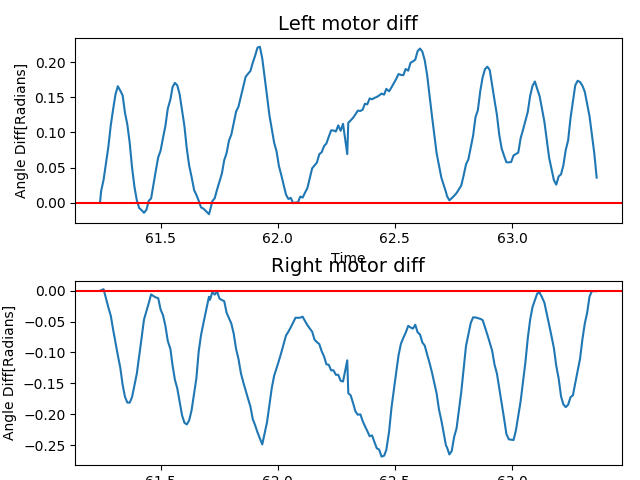 Left motor diff
Angle Diff[Radians]
0.20
0.15
0.10
0.05
0.00
61.5 62.0 62.5 63.0
Time
Right motor diff
Angle Diff[Radians]
0.00
−0.05
−0.10
−0.15
−0.20
−0.25
61.5 62.0 62.5 63.0